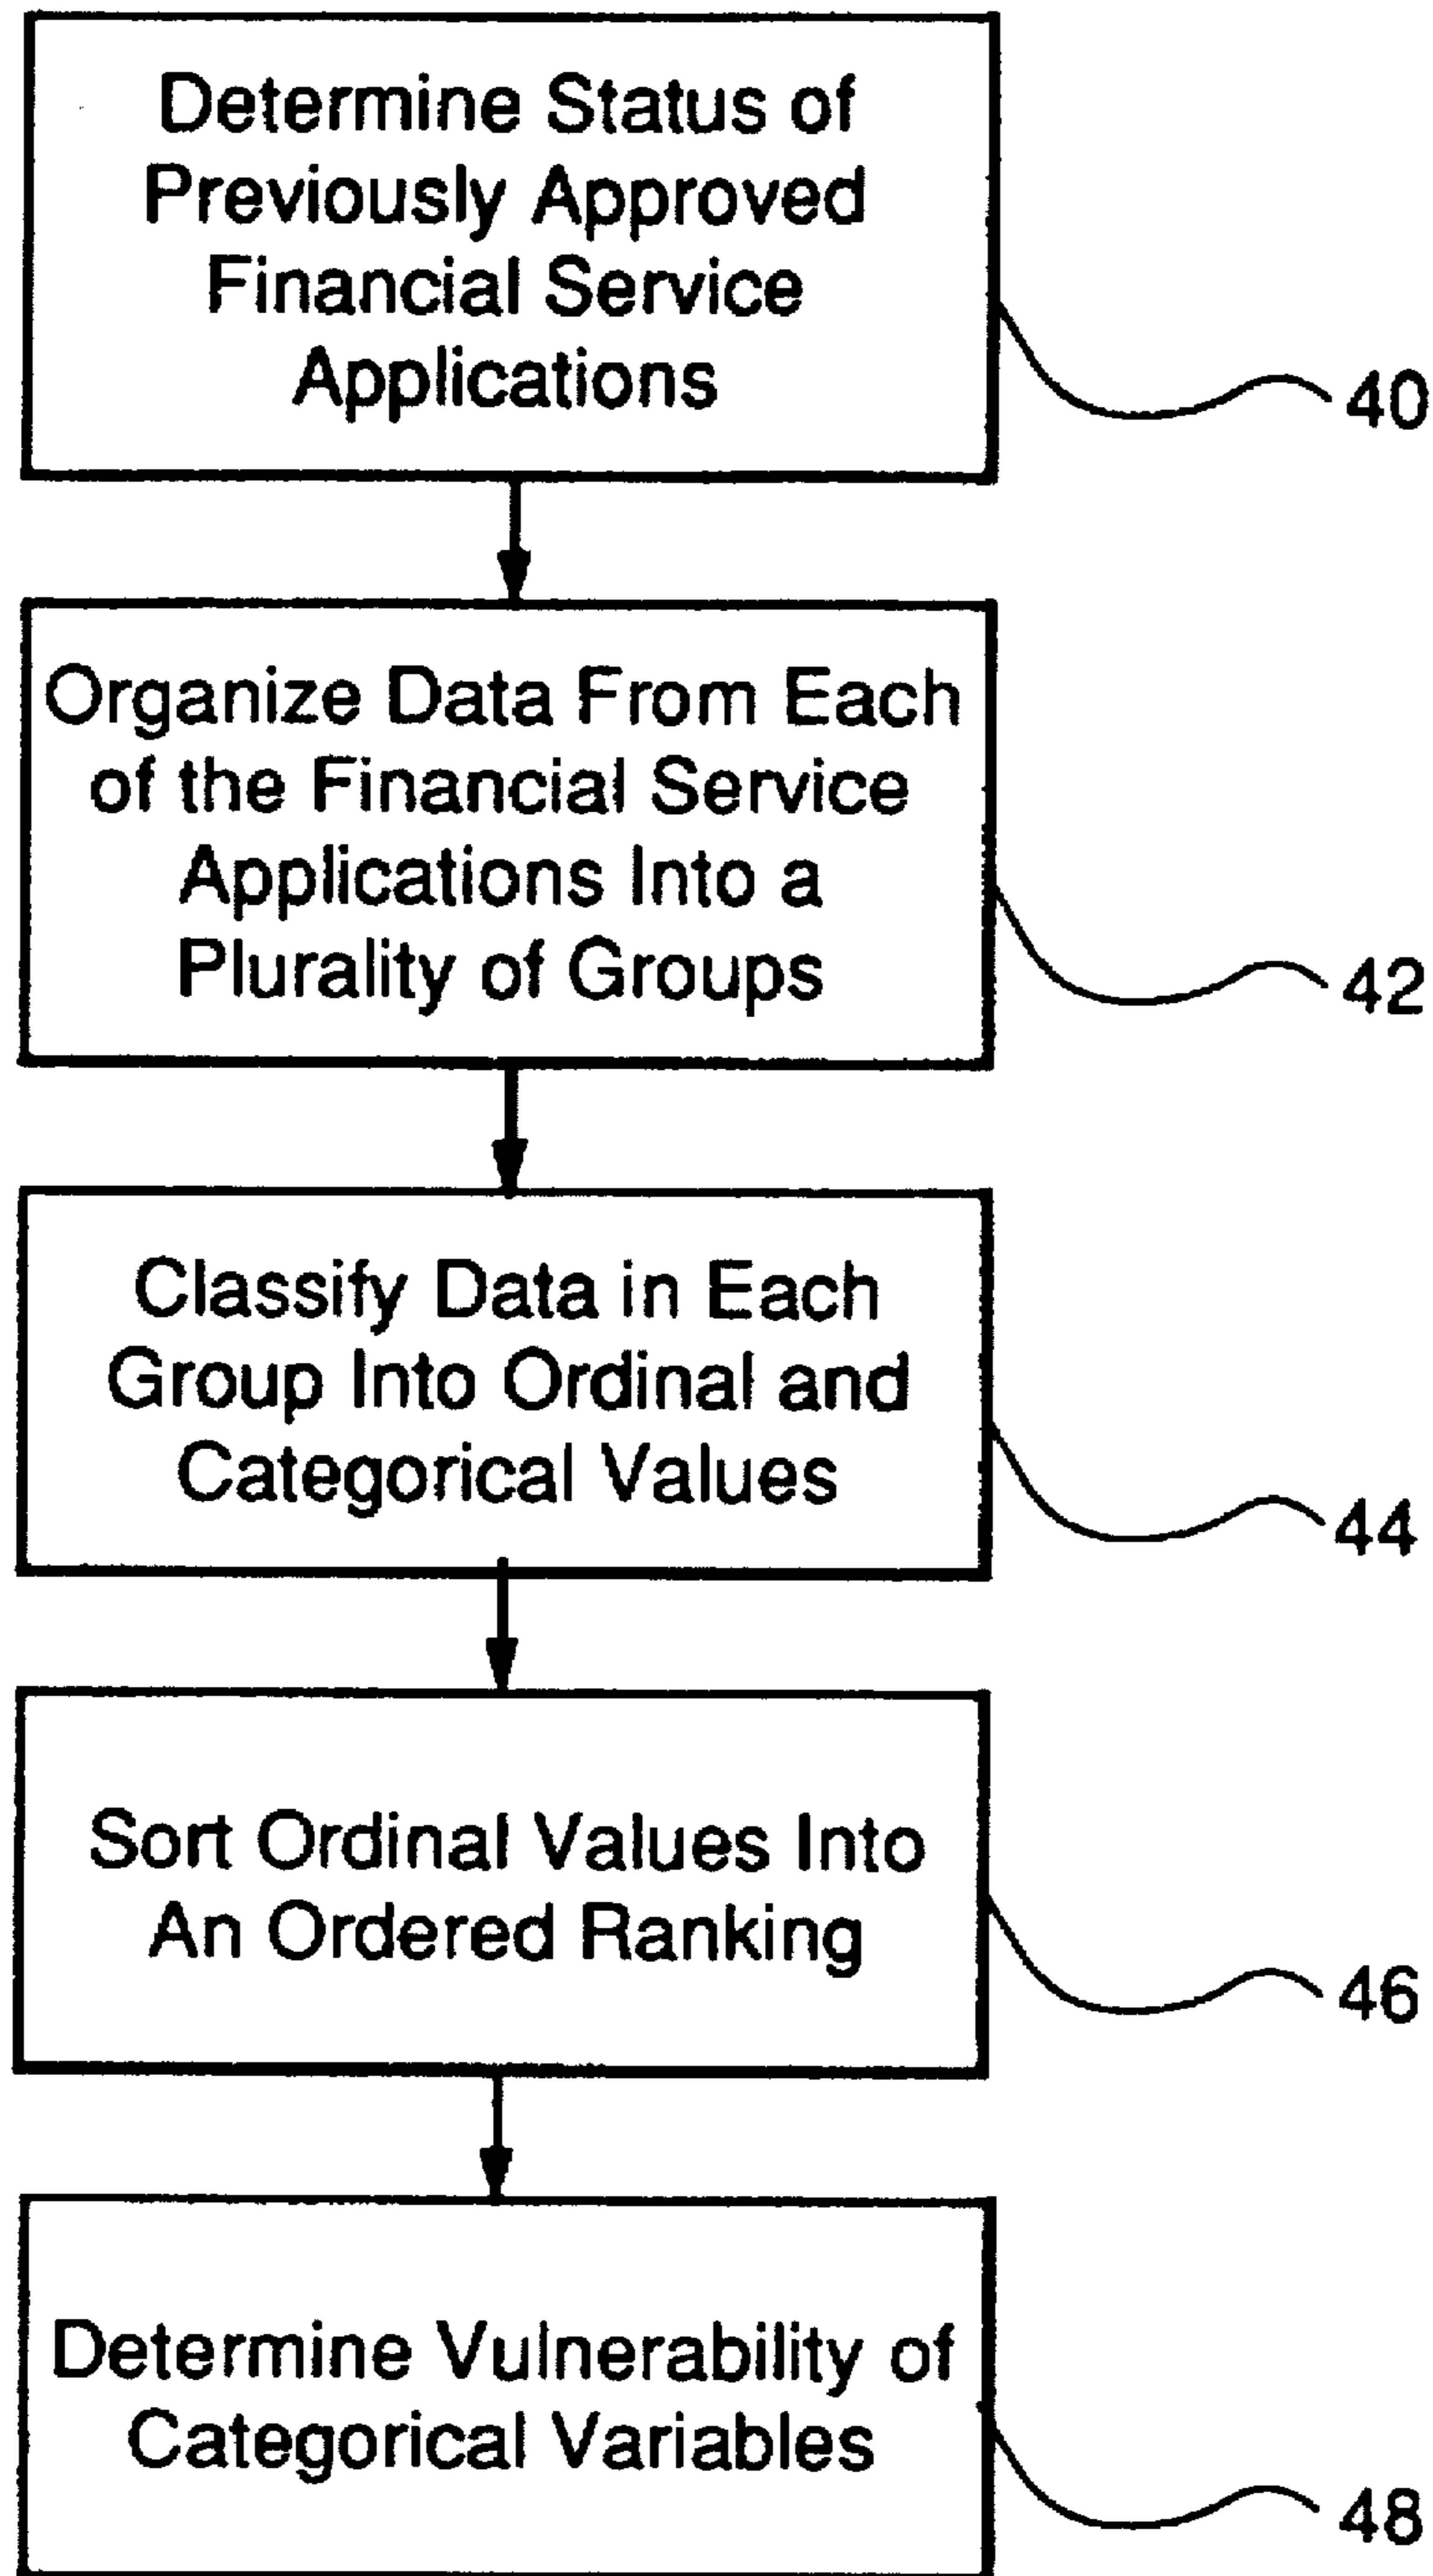 Determine Status of
Previously Approved
Financial Service
Applications
40
Organize Data From Each
of the Financial Service
Applications Into a
Plurality of Groups
42
Classify Data in Each
Group Into Ordinal and
Categorical Values
44
Sort Ordinal Values Into
An Ordered Ranking
46
Determine Vulnerability of
Categorical Variables
48